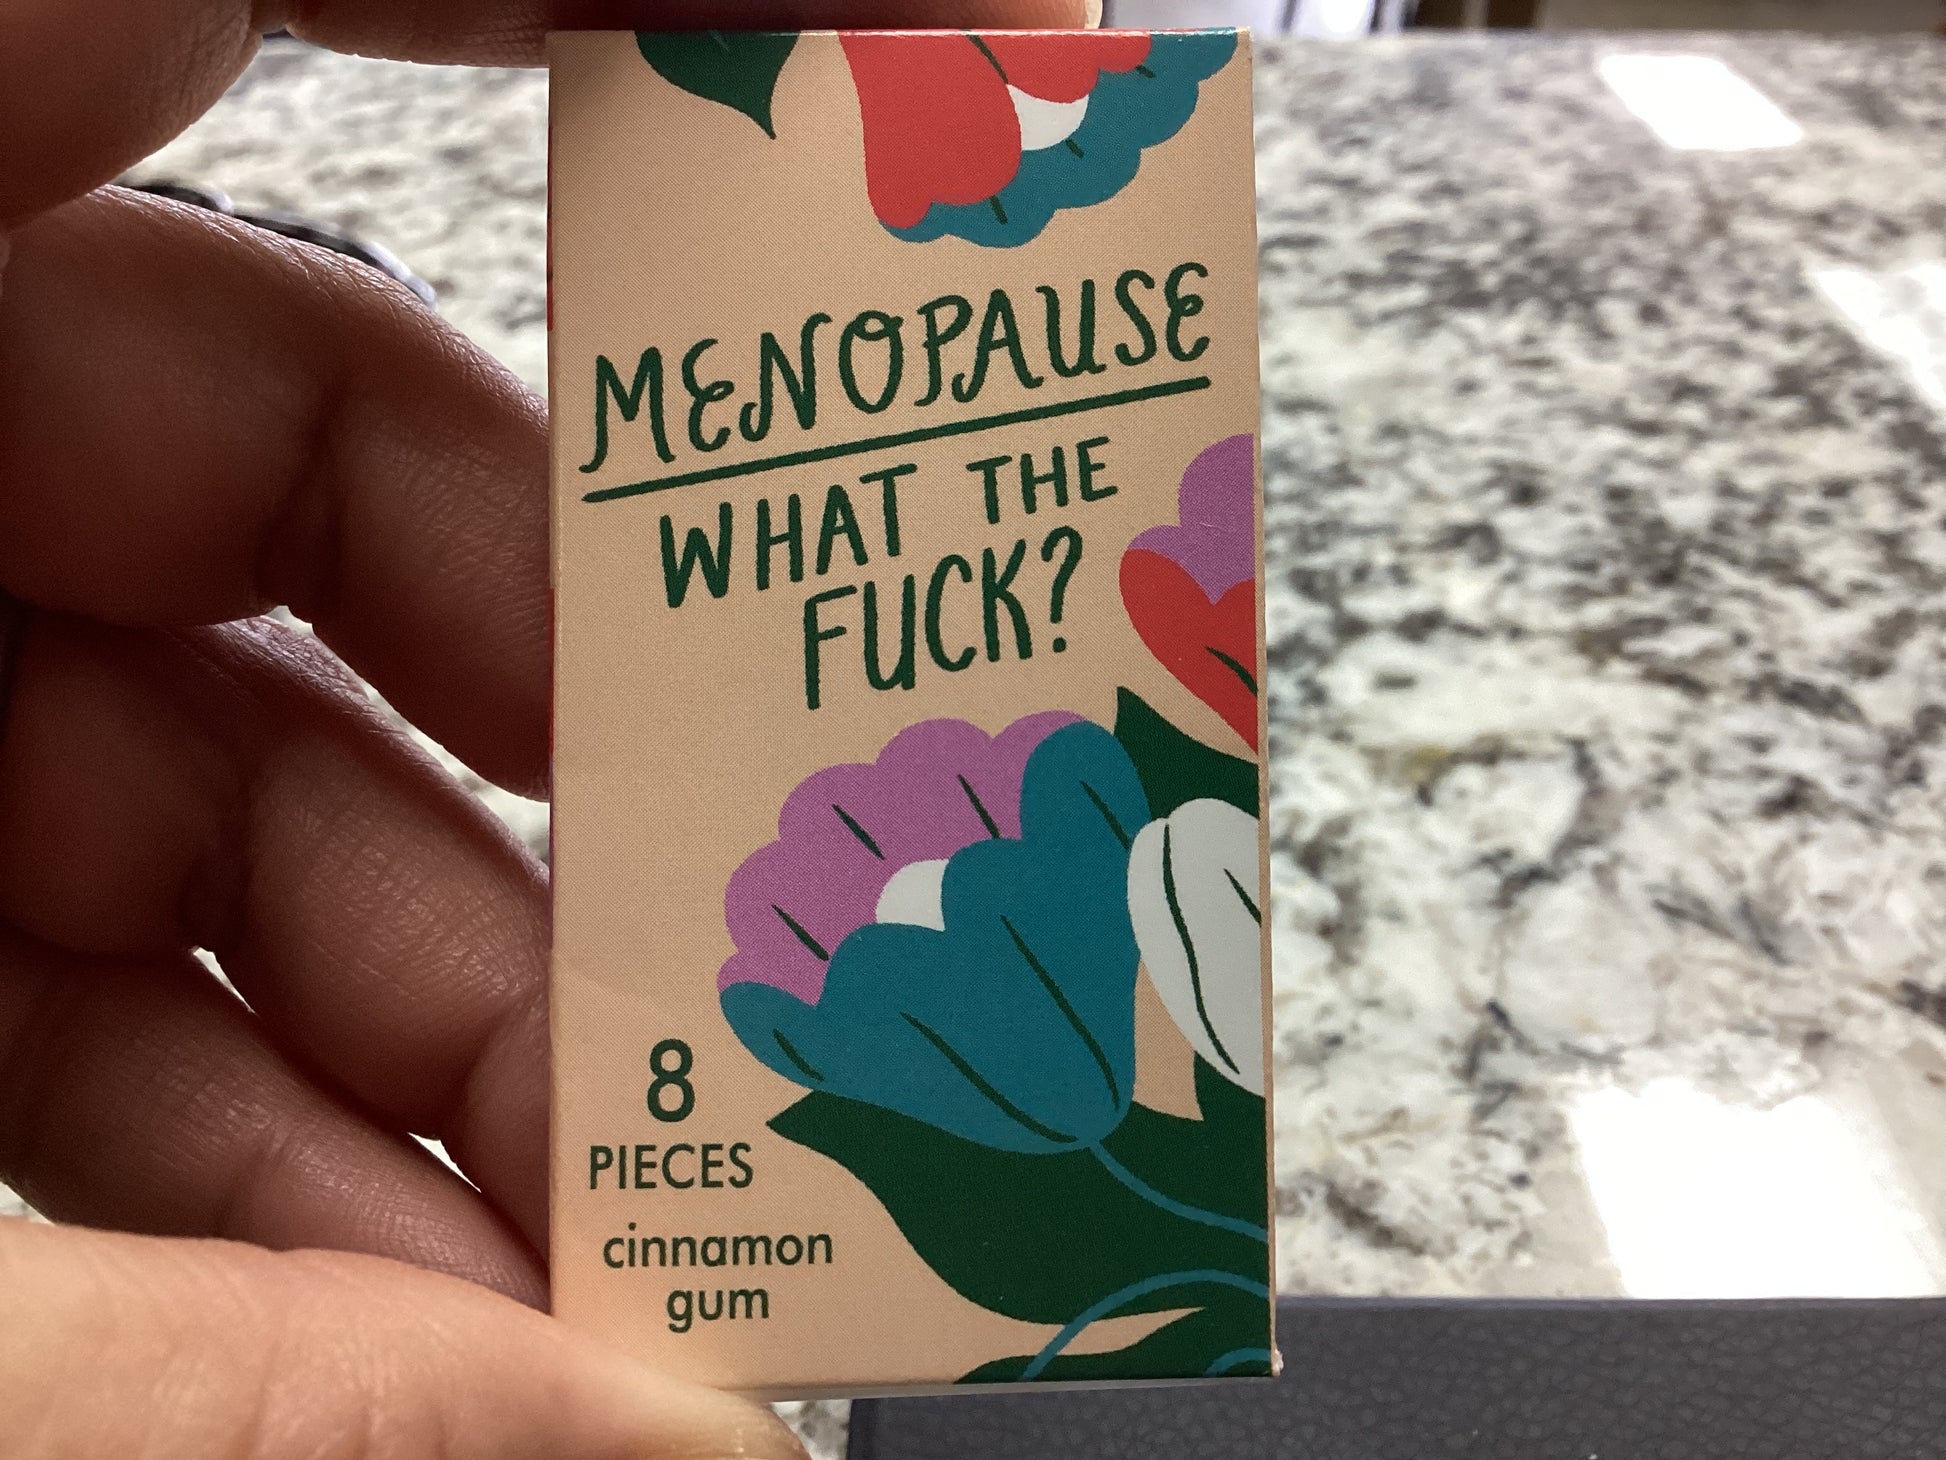 MENOPAUSE
WHAT THE
FUCK?
8
PIECES
cinnamon
gum